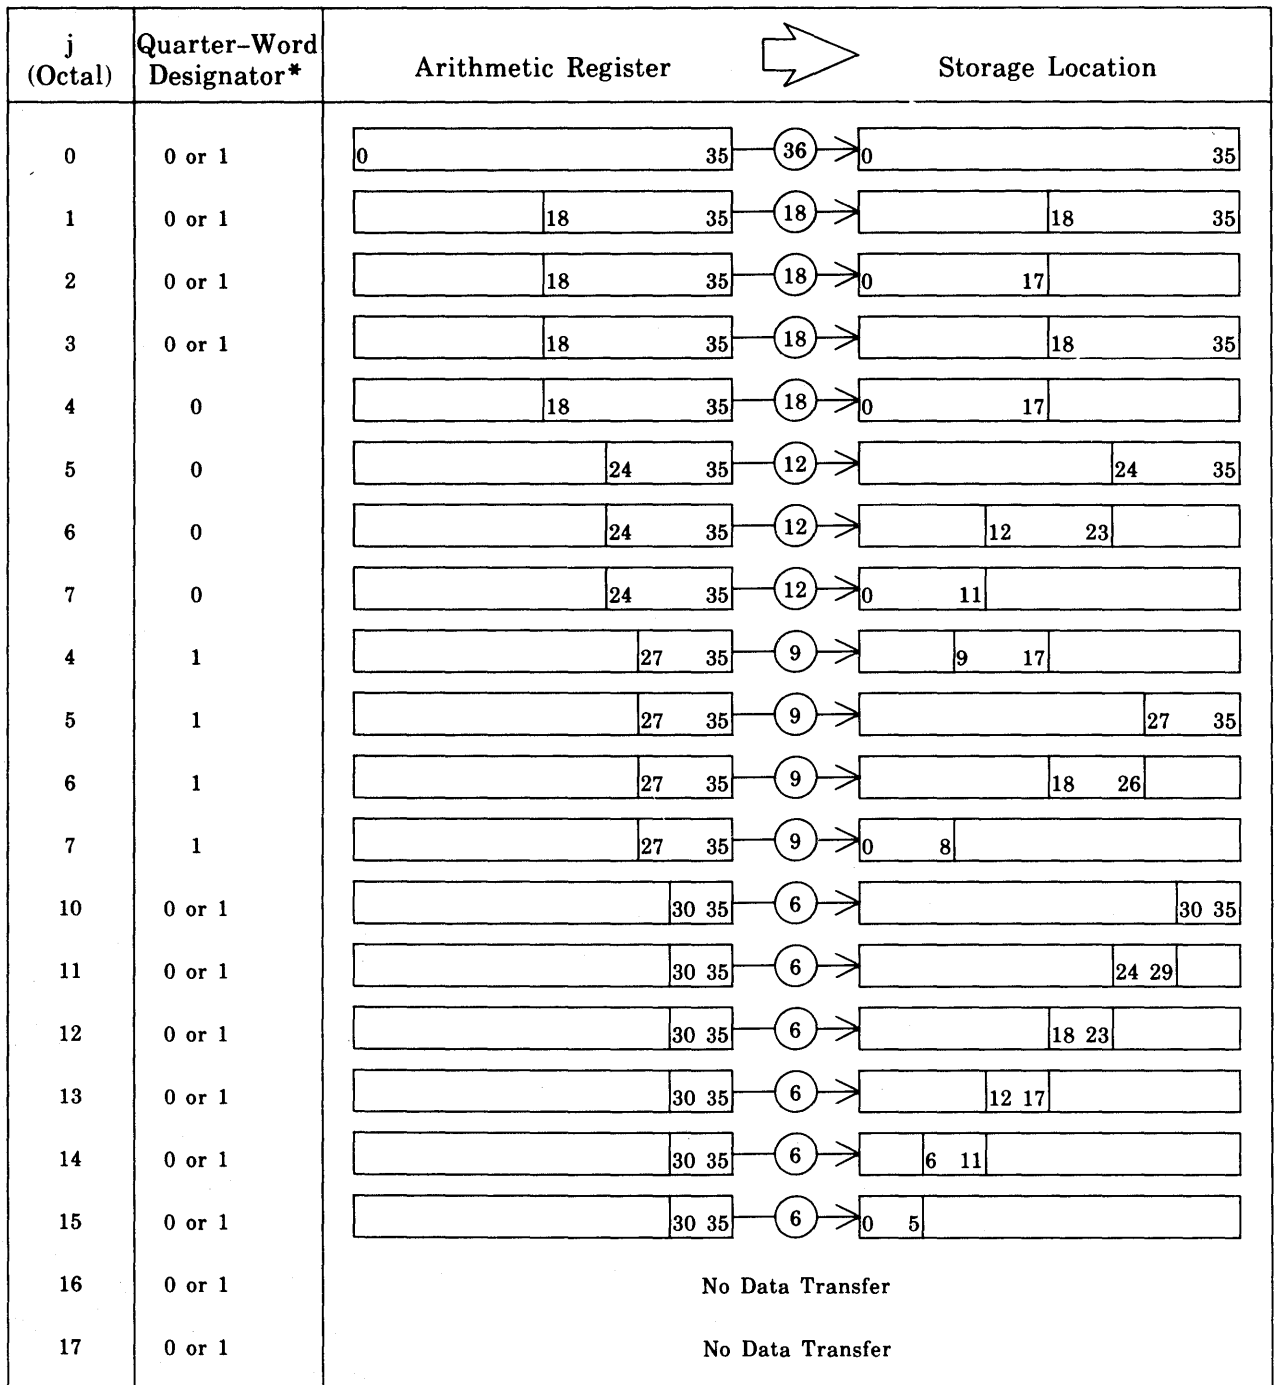 j (Octal) Quarter-Word Designator* Arithmetic Register Storage Location
0 0 or 1 0 35 36 0 35
1 0 or 1 18 35 18 18 35
2 0 or 1 18 35 18 0 17
3 0 or 1 18 35 18 18 35
4 0 18 35 18 0 17
5 0 24 35 12 24 35
6 0 24 35 12 12 23
7 0 24 35 12 0 11
4 1 27 35 9 9 17
5 1 27 35 9 27 35
6 1 27 35 9 18 26
7 1 27 35 9 0 8
10 0 or 1 30 35 6 30 35
11 0 or 1 30 35 6 24 29
12 0 or 1 30 35 6 18 23
13 0 or 1 30 35 6 12 17
14 0 or 1 30 35 6 6 11
15 0 or 1 30 35 6 0 5
16 0 or 1 No Data Transfer
17 0 or 1 No Data Transfer